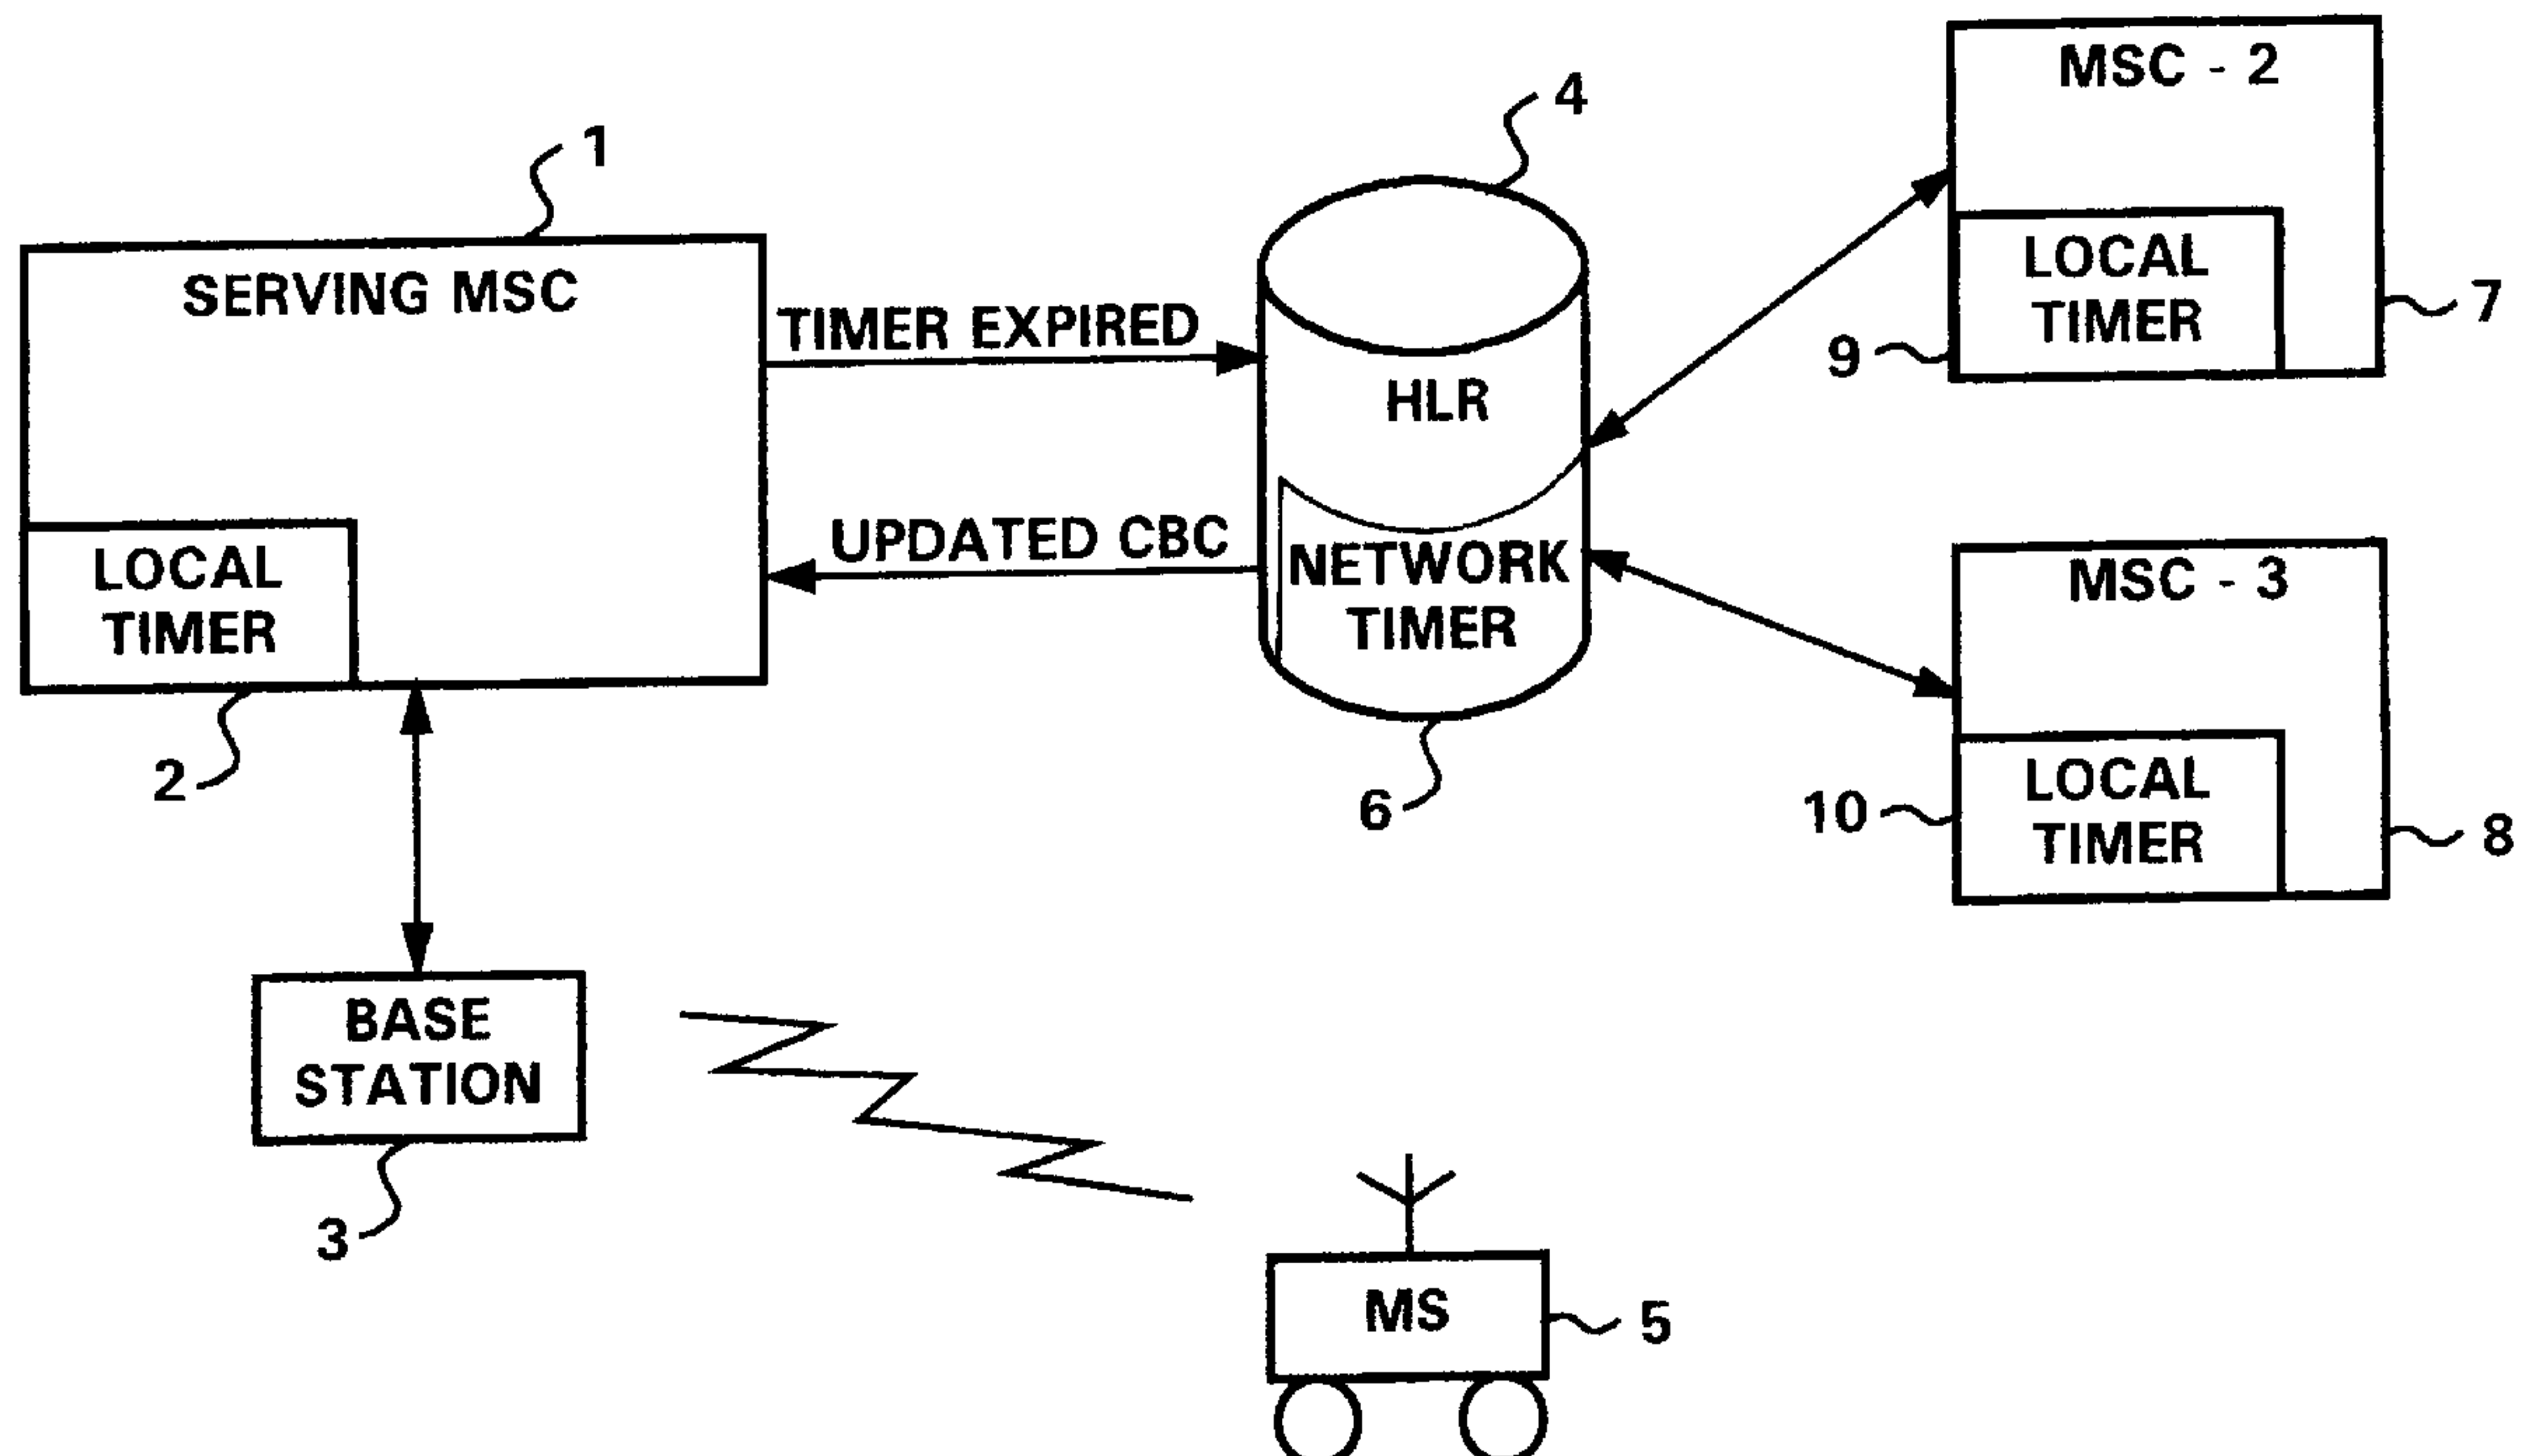 1
SERVING MSC
LOCAL
TIMER
2
TIMER EXPIRED
UPDATED CBC
4
HLR
NETWORK
TIMER
6
MSC - 2
LOCAL
TIMER
7
9
MSC - 3
LOCAL
TIMER
10
8
BASE
STATION
3
MS
5